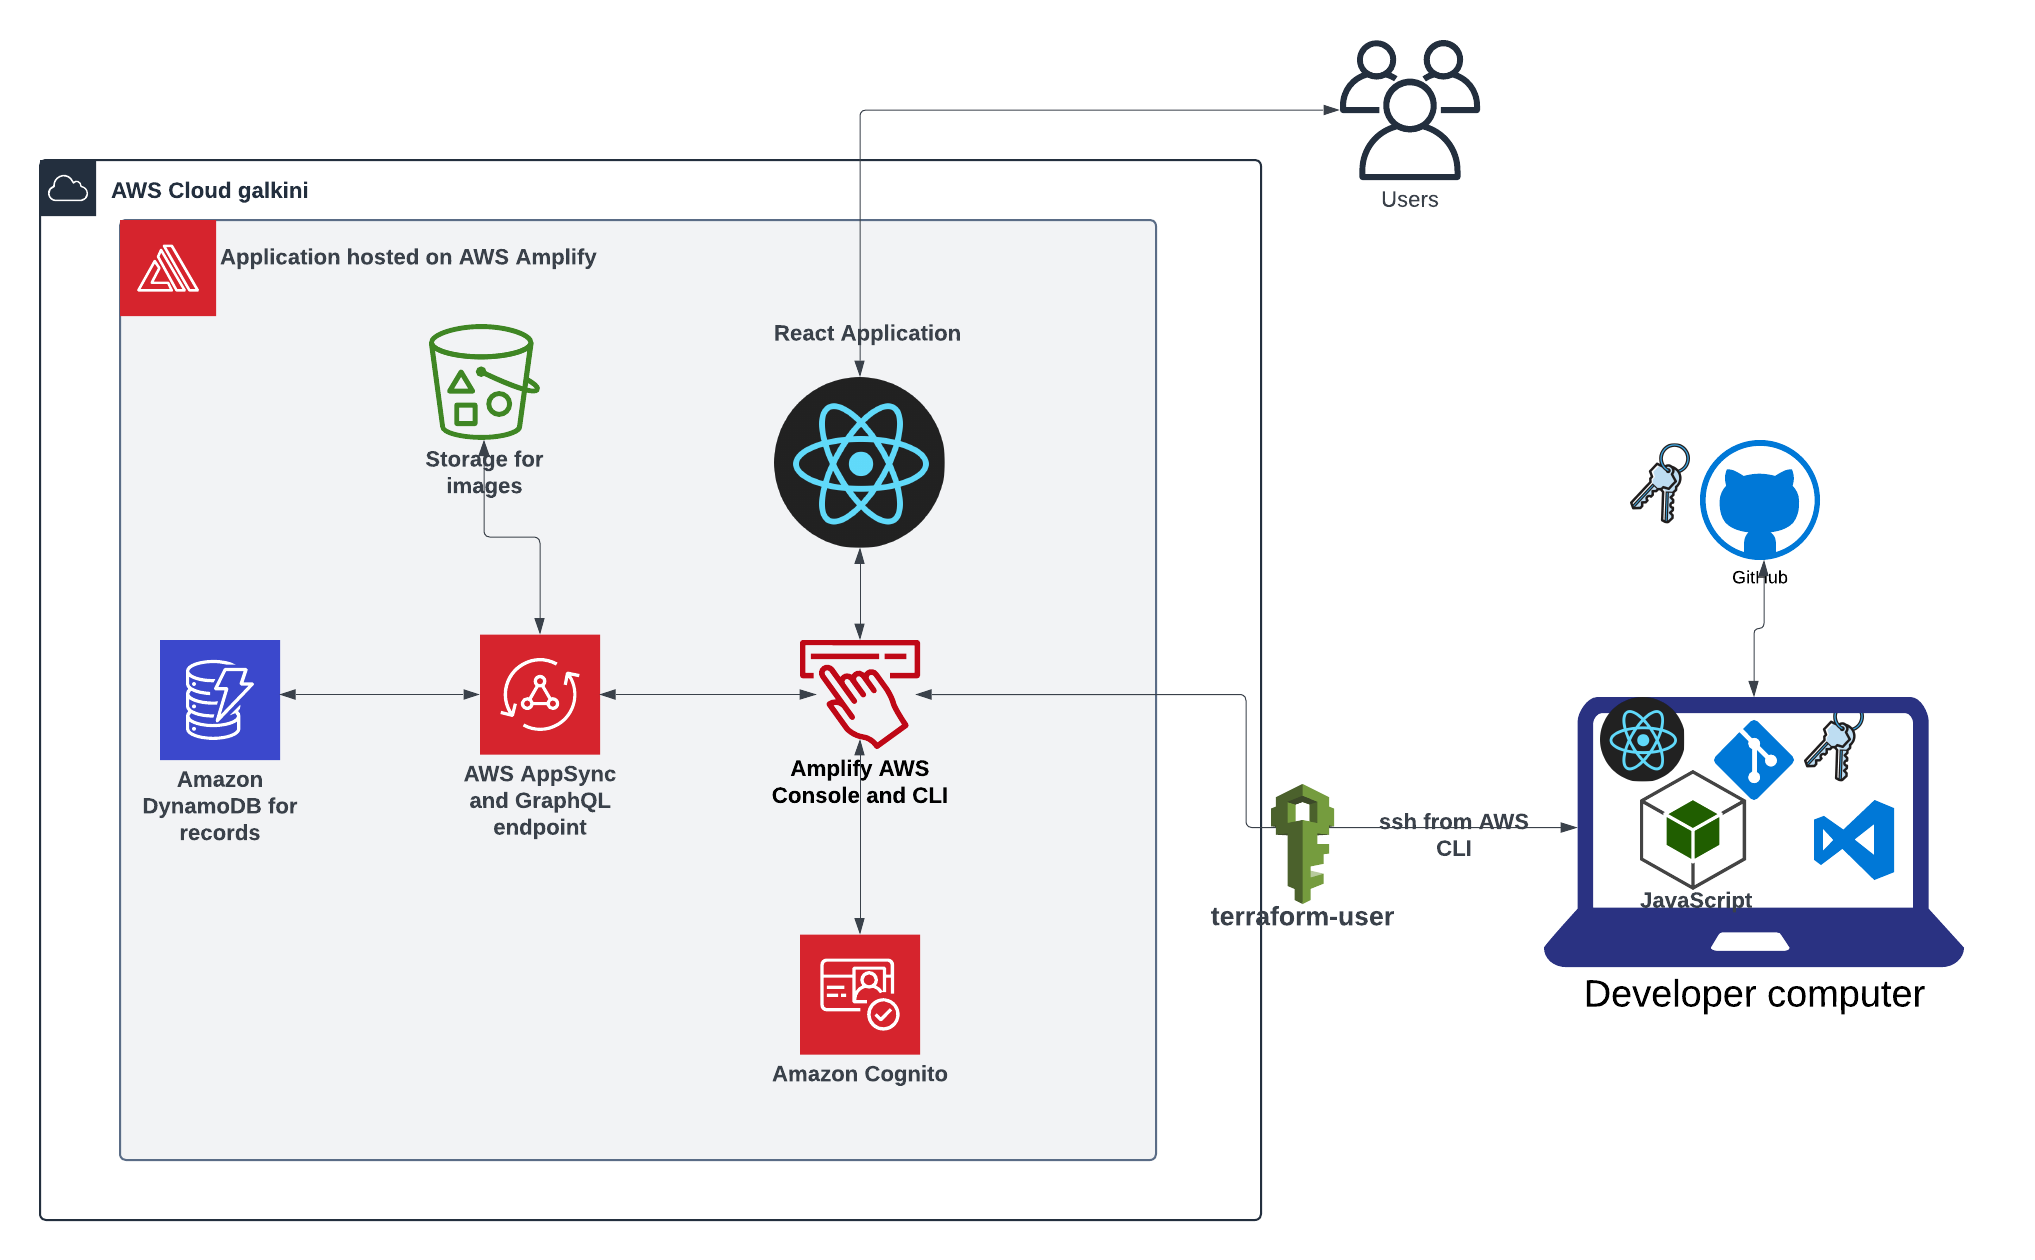 Users
AWS Cloud galkini
Application hosted on AWS Amplify
React Application
Storage for
images
GitHub
Amazon
DynamoDB for
records
AWS AppSync
and GraphQL
endpoint
Amplify AWS
Console and CLI
ssh from AWS
CLI
terraform-user
JavaScript
Developer computer
Amazon Cognito